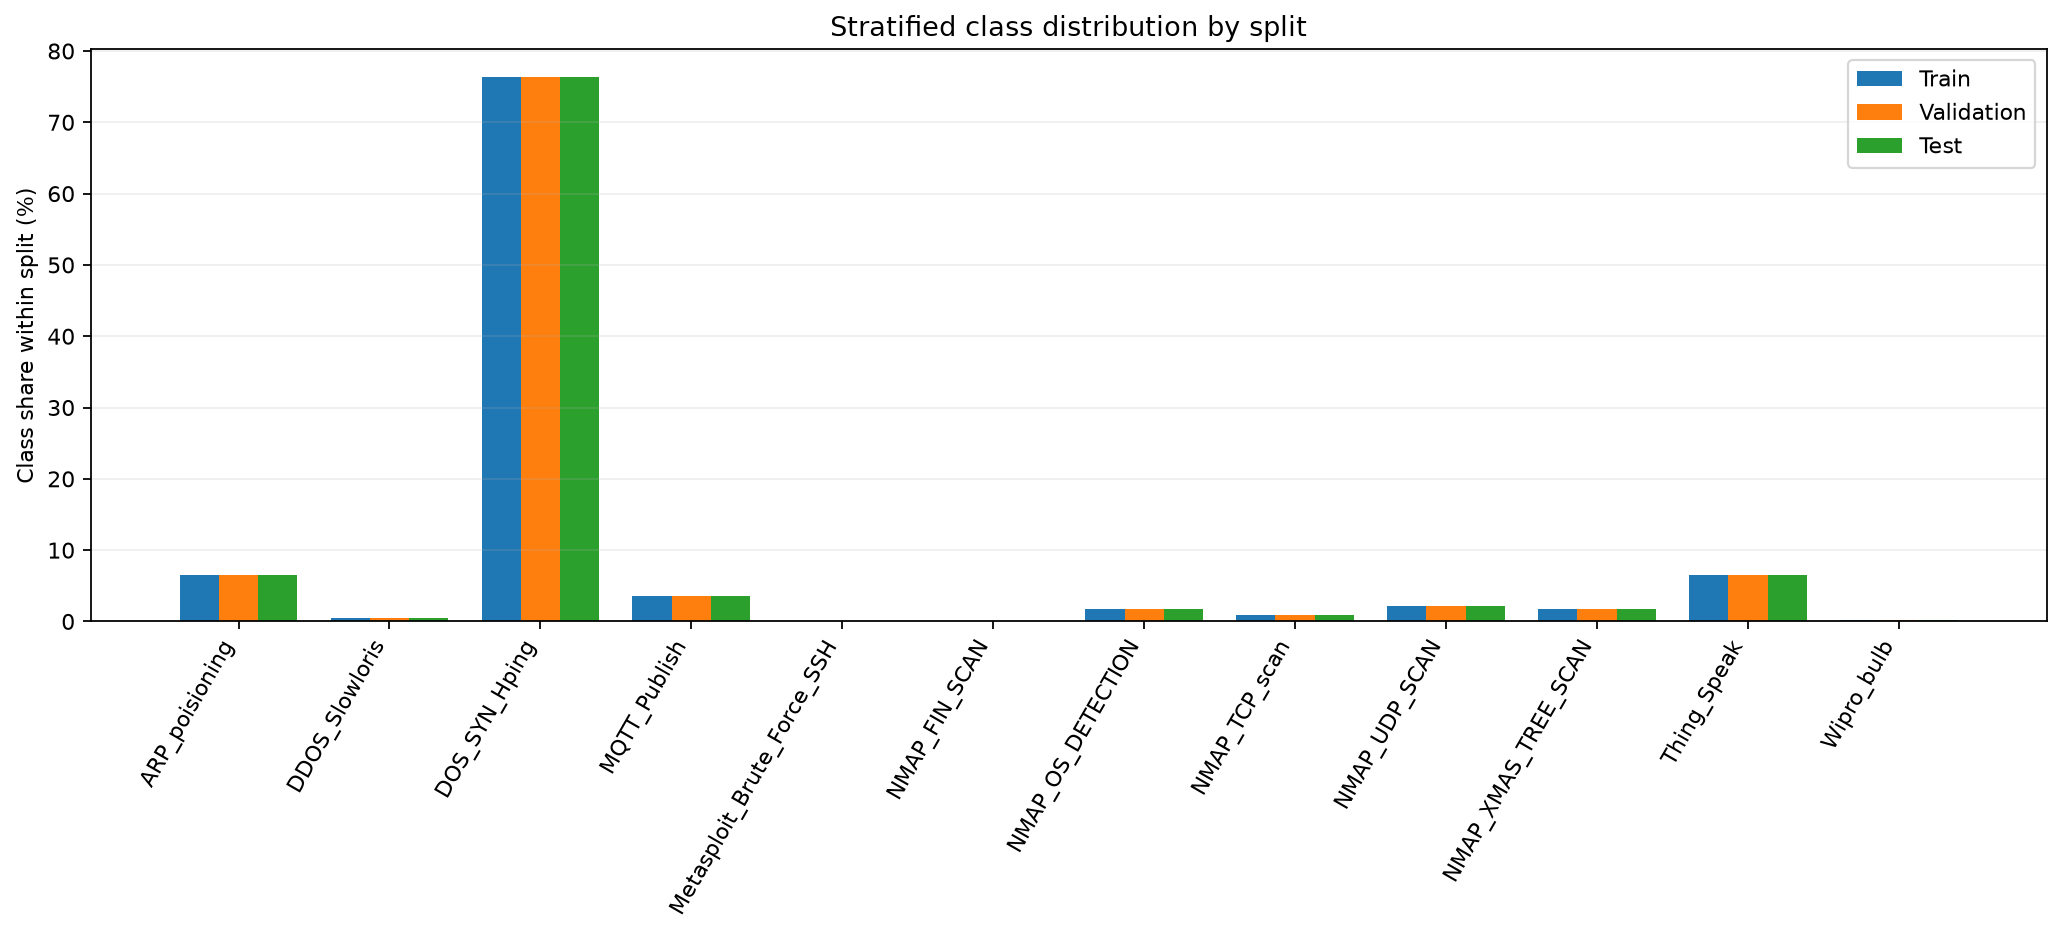 Stratified class distribution by split
Class share within split (%)
80
70
60
50
40
30
20
10
0
Train
Validation
Test
ARP_poisioning
DDOS_Slowloris
DOS_SYN_Hping
MQTT_Publish
Metasploit_Brute_Force_SSH
NMAP_FIN_SCAN
NMAP_OS_DETECTION
NMAP_TCP_scan
NMAP_UDP_SCAN
NMAP_XMAS_TREE_SCAN
Thing_Speak
Wipro_bulb